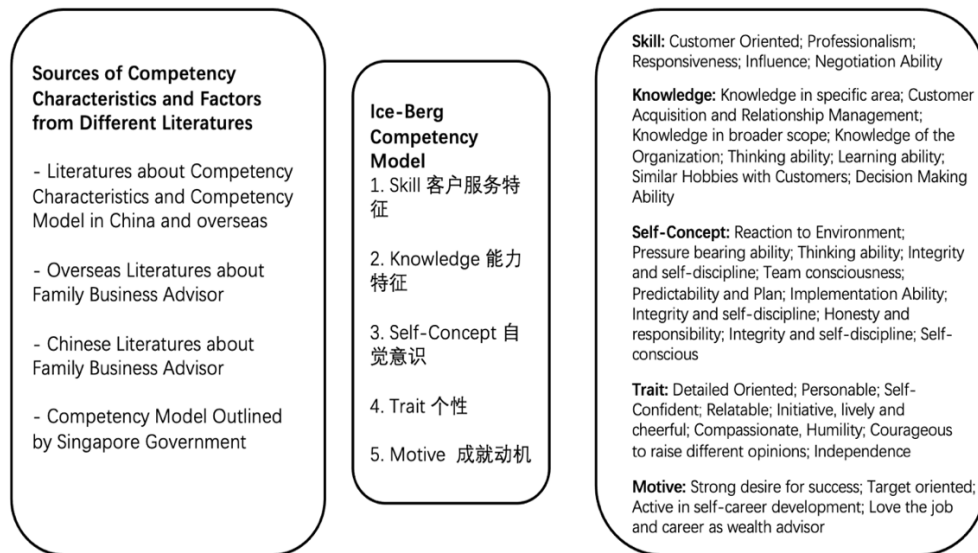 Sources of Competency
Characteristics and Factors
from Different Literatures
- Literatures about Competency
Characteristics and Competency
Model in China and overseas
- Overseas Literatures about
Family Business Advisor
- Chinese Literatures about
Family Business Advisor
- Competency Model Outlined
by Singapore Government
Ice-Berg
Competency
Model
1. Skill 客户服务特
征
2. Knowledge 能力
特征
3. Self-Concept 自
觉意识
4. Trait 个性
5. Motive 成就动机
Skill: Customer Oriented; Professionalism;
Responsiveness; Influence; Negotiation Ability
Knowledge: Knowledge in specific area; Customer
Acquisition and Relationship Management;
Knowledge in broader scope; Knowledge of the
Organization; Thinking ability; Learning ability;
Similar Hobbies with Customers; Decision Making
Ability
Self-Concept: Reaction to Environment;
Pressure bearing ability; Thinking ability; Integrity
and self-discipline; Team consciousness;
Predictability and Plan; Implementation Ability;
Integrity and self-discipline; Honesty and
responsibility; Integrity and self-discipline; Self-
conscious
Trait: Detailed Oriented; Personable; Self-
Confident; Relatable; Initiative, lively and
cheerful; Compassionate, Humility; Courageous
to raise different opinions; Independence
Motive: Strong desire for success; Target oriented;
Active in self-career development; Love the job
and career as wealth advisor